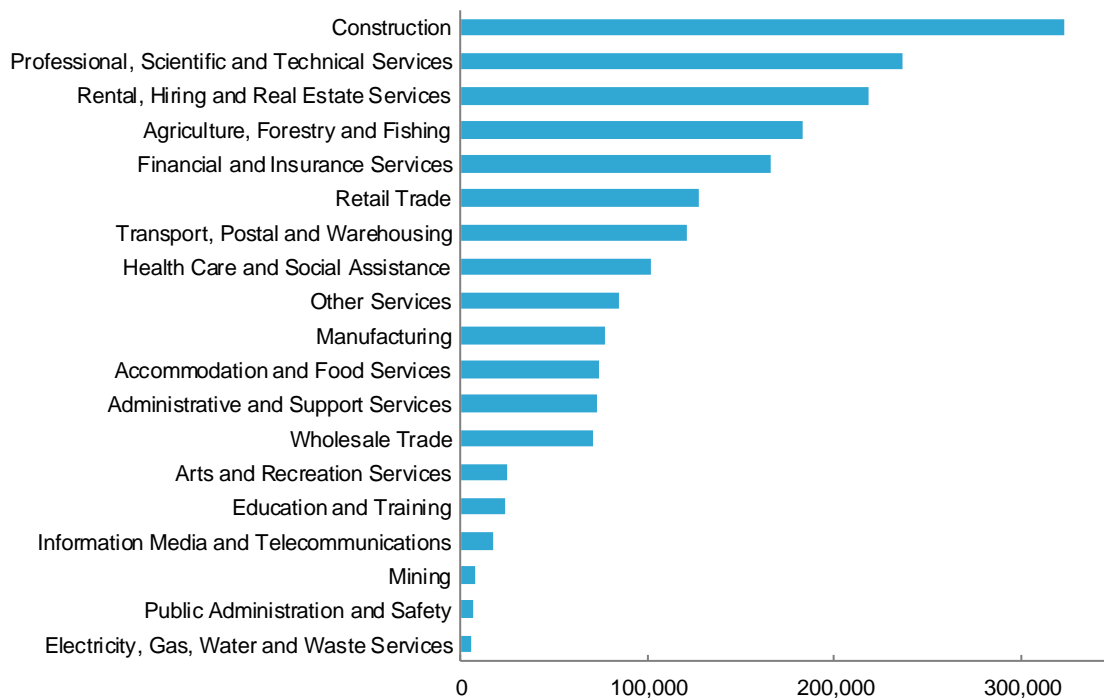 Construction
Professional, Scientific and Technical Services
Rental, Hiring and Real Estate Services
Agriculture, Forestry and Fishing
Financial and Insurance Services
Retail Trade
Transport, Postal and Warehousing
Health Care and Social Assistance
Other Services
Manufacturing
Accommodation and Food Services
Administrative and Support Services
Wholesale Trade
Arts and Recreation Services
Education and Training
Information Media and Telecommunications
Mining
Public Administration and Safety
Electricity, Gas, Water and Waste Services
0 100,000 200,000 300,000